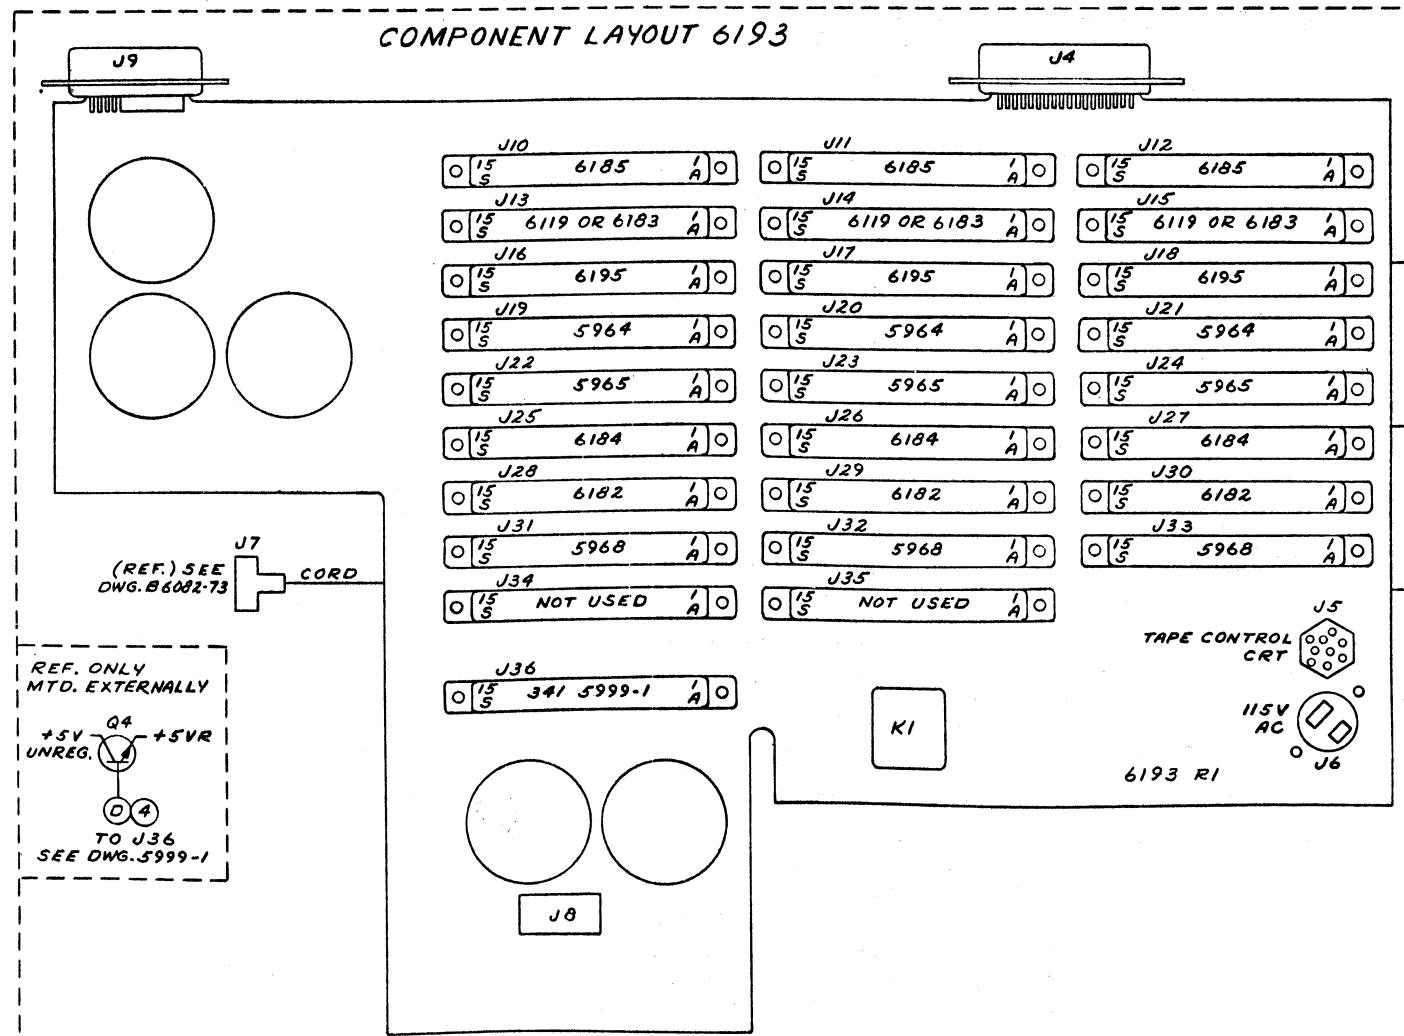 COMPONENT LAYOUT 6193
J9
J4
J10
J11
J12
15 S 6185 1 A
15 S 6185 1 A
15 S 6185 1 A
J13
J14
J15
15 S 6119 OR 6183 1 A
15 S 6119 OR 6183 1 A
15 S 6119 OR 6183 1 A
J16
J17
J18
15 S 6195 1 A
15 S 6195 1 A
15 S 6195 1 A
J19
J20
J21
15 S 5964 1 A
15 S 5964 1 A
15 S 5964 1 A
J22
J23
J24
15 S 5965 1 A
15 S 5965 1 A
15 S 5965 1 A
J25
J26
J27
15 S 6184 1 A
15 S 6184 1 A
15 S 6184 1 A
J28
J29
J30
15 S 6182 1 A
15 S 6182 1 A
15 S 6182 1 A
J31
J32
J33
15 S 5968 1 A
15 S 5968 1 A
15 S 5968 1 A
J34
J35
15 S NOT USED 1 A
15 S NOT USED 1 A
J36
15 S 341 5999-1 1 A
J7
(REF.) SEE
DWG. B6082-73
CORD
REF. ONLY
MTD. EXTERNALLY
Q4
+5V
UNREG.
+5VR
D 4
TO J36
SEE DWG. 5999-1
J8
K1
J5
TAPE CONTROL
CRT
115V
AC
J6
6193 R1